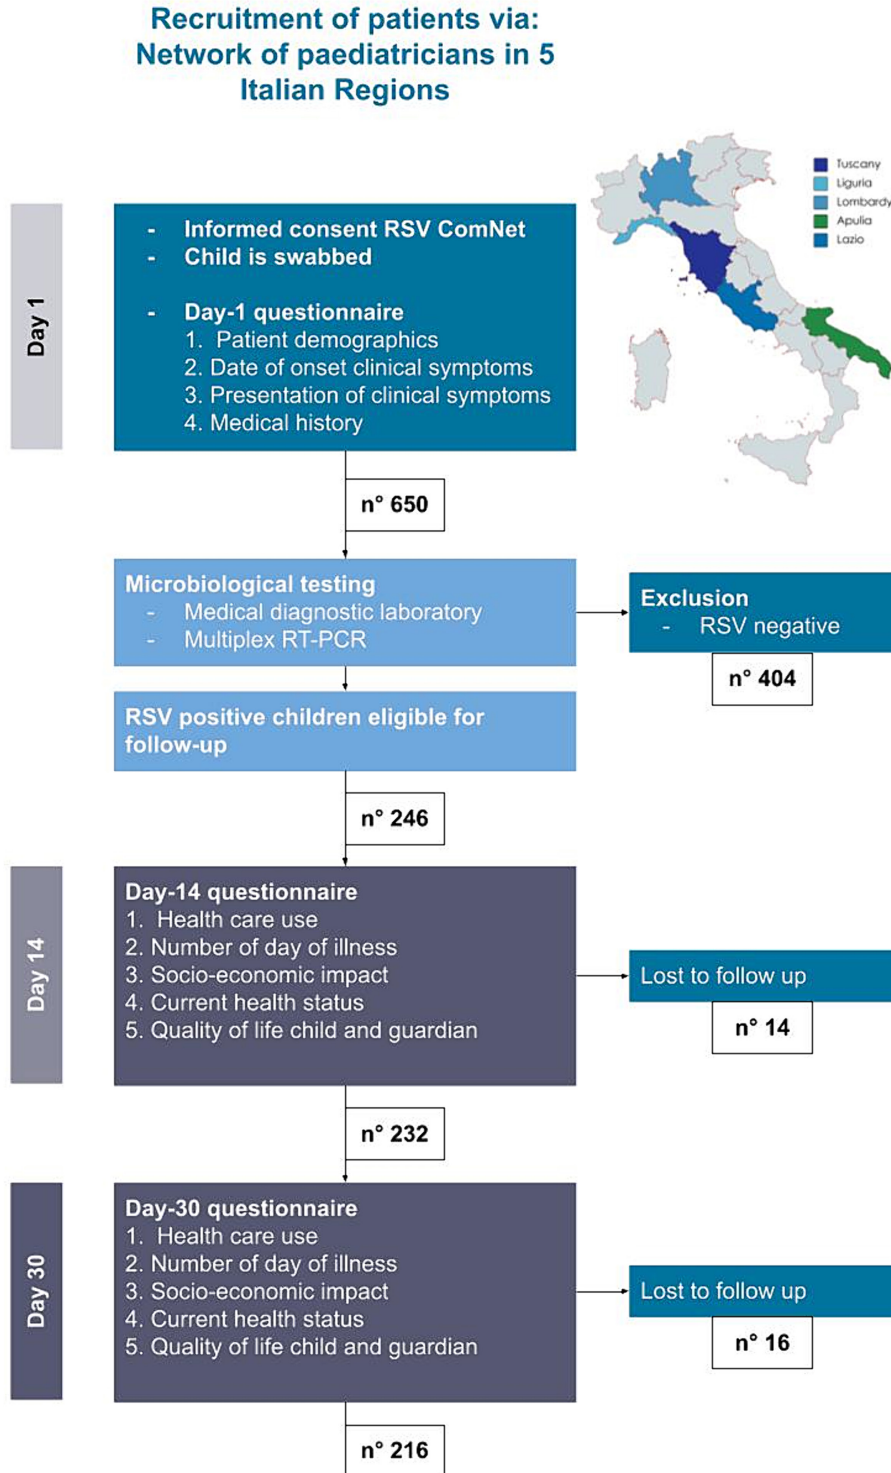 Recruitment of patients via:
Network of paediatricians in 5
Italian Regions
Tuscany
Liguria
Lombardy
Apulia
Lazio
Day 1
- Informed consent RSV ComNet
- Child is swabbed
- Day-1 questionnaire
1. Patient demographics
2. Date of onset clinical symptoms
3. Presentation of clinical symptoms
4. Medical history
n° 650
Microbiological testing
- Medical diagnostic laboratory
- Multiplex RT-PCR
Exclusion
- RSV negative
n° 404
RSV positive children eligible for
follow-up
n° 246
Day 14
Day-14 questionnaire
1. Health care use
2. Number of day of illness
3. Socio-economic impact
4. Current health status
5. Quality of life child and guardian
Lost to follow up
n° 14
n° 232
Day 30
Day-30 questionnaire
1. Health care use
2. Number of day of illness
3. Socio-economic impact
4. Current health status
5. Quality of life child and guardian
Lost to follow up
n° 16
n° 216